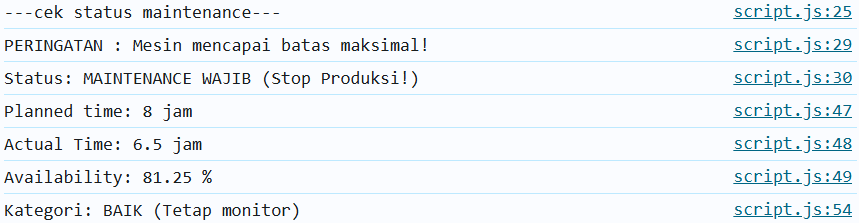 ---cek status maintenance--- script.js:25
PERINGATAN : Mesin mencapai batas maksimal! script.js:29
Status: MAINTENANCE WAJIB (Stop Produksi!) script.js:30
Planned time: 8 jam script.js:47
Actual Time: 6.5 jam script.js:48
Availability: 81.25 % script.js:49
Kategori: BAIK (Tetap monitor) script.js:54